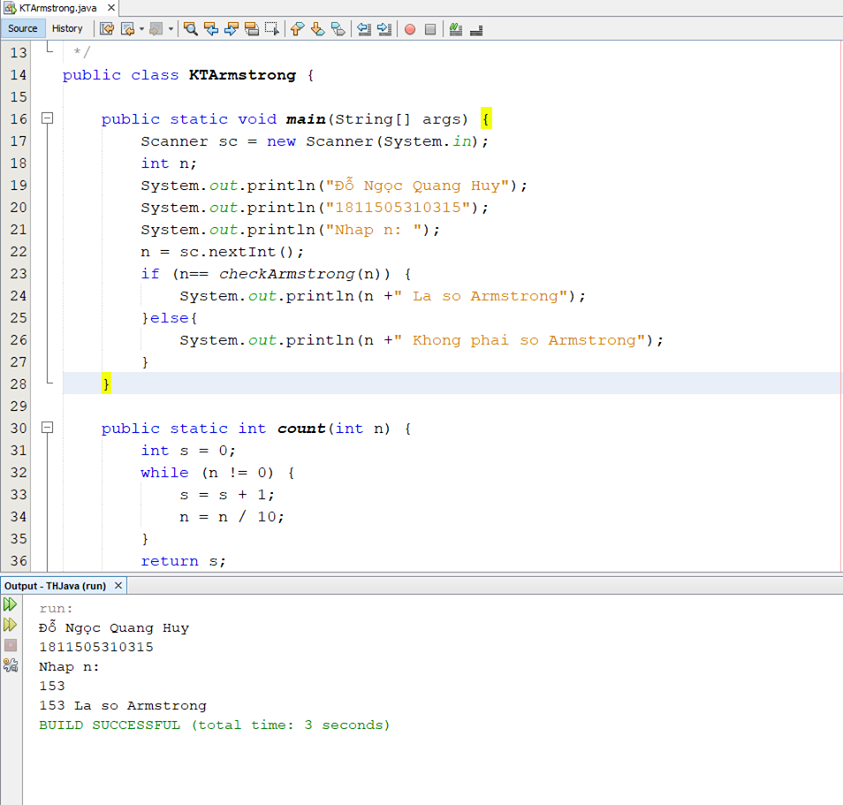 KTArmstrong.java
Source History
13 */
14 public class KTArmstrong {
15
16 public static void main(String[] args) {
17 Scanner sc = new Scanner(System.in);
18 int n;
19 System.out.println("Đỗ Ngọc Quang Huy");
20 System.out.println("1811505310315");
21 System.out.println("Nhap n: ");
22 n = sc.nextInt();
23 if (n== checkArmstrong(n)) {
24 System.out.println(n +" La so Armstrong");
25 }else{
26 System.out.println(n +" Khong phai so Armstrong");
27 }
28 }
29
30 public static int count(int n) {
31 int s = 0;
32 while (n != 0) {
33 s = s + 1;
34 n = n / 10;
35 }
36 return s;
Output - THJava (run)
run:
Đỗ Ngọc Quang Huy
1811505310315
Nhap n:
153
153 La so Armstrong
BUILD SUCCESSFUL (total time: 3 seconds)